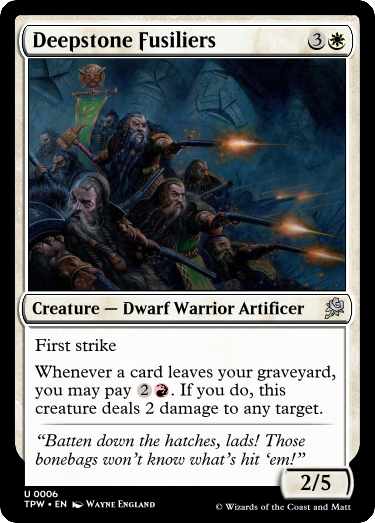 Deepstone Fusiliers 3
Creature — Dwarf Warrior Artificer
First strike
Whenever a card leaves your graveyard,
you may pay 2 R. If you do, this
creature deals 2 damage to any target.
“Batten down the hatches, lads! Those
bonebags won’t know what’s hit ‘em!”
2/5
U 0006
TPW • EN Wayne England
© Wizards of the Coast and Matt